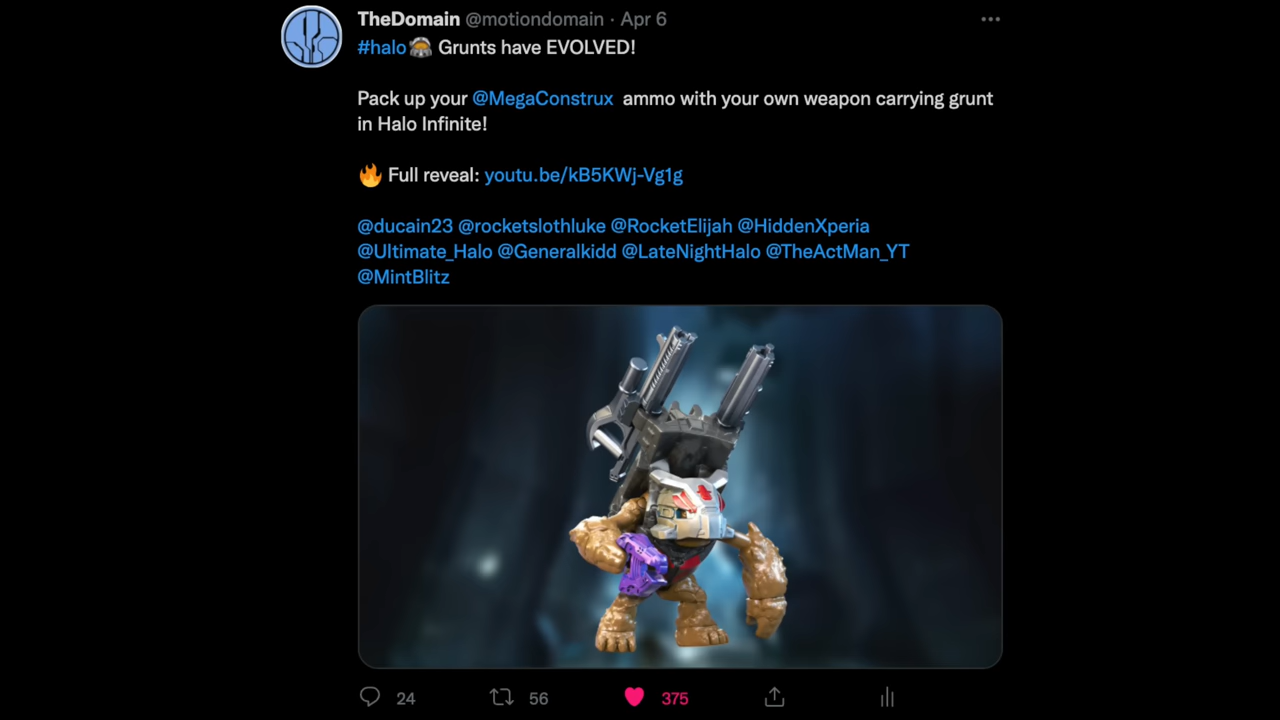 TheDomain @motiondomain · Apr 6
#halo Grunts have EVOLVED!
Pack up your @MegaConstrux ammo with your own weapon carrying grunt
in Halo Infinite!
🔥 Full reveal: youtu.be/kB5KWj-Vg1g
@ducain23 @rocketslothluke @RocketElijah @HiddenXperia
@Ultimate_Halo @Generalkidd @LateNightHalo @TheActMan_YT
@MintBlitz
24 56 375